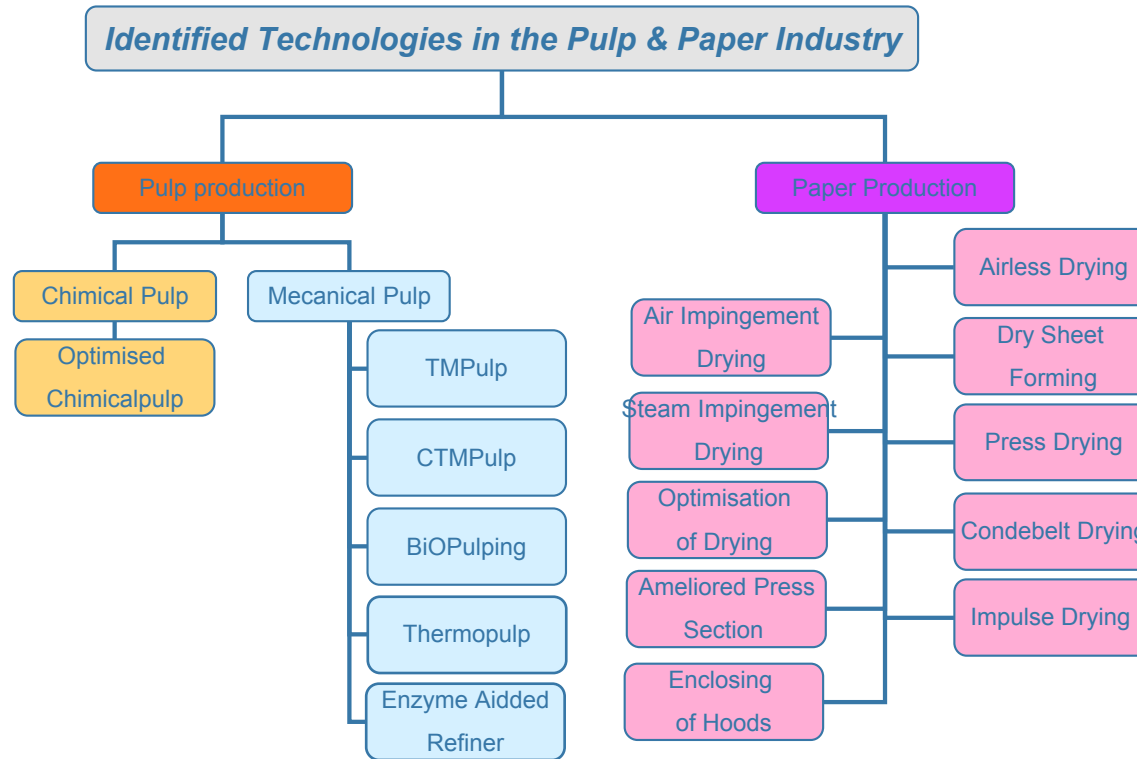 Identified Technologies in the Pulp & Paper Industry
Pulp production
Paper Production
Chimical Pulp
Mecanical Pulp
Optimised
Chimicalpulp
TMPulp
CTMPulp
BiOPulping
Thermopulp
Enzyme Aidded
Refiner
Air Impingement
Drying
Steam Impingement
Drying
Optimisation
of Drying
Ameliored Press
Section
Enclosing
of Hoods
Airless Drying
Dry Sheet
Forming
Press Drying
Condebelt Drying
Impulse Drying